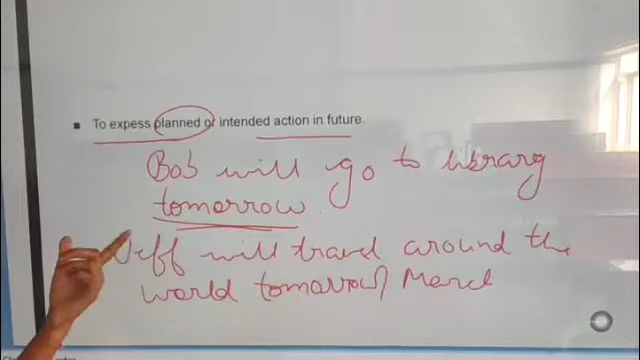 To expess planned or intended action in future.
Bob will go to library
tomorrow
Jeff will travel around the
world tomorrow/